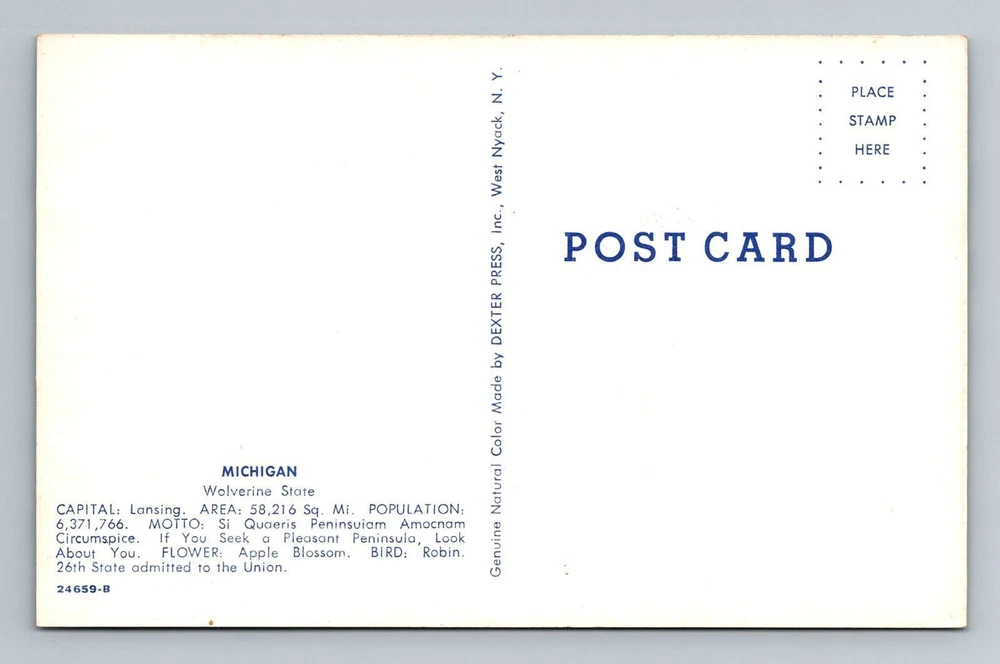 MICHIGAN
Wolverine State
CAPITAL: Lansing. AREA: 58,216 Sq. Mi. POPULATION:
6,371,766. MOTTO: Si Quaeris Peninsuiam Amocnam
Circumspice. If You Seek a Pleasant Peninsula, Look
About You. FLOWER: Apple Blossom. BIRD: Robin.
26th State admitted to the Union.
24659-B
Genuine Natural Color Made by DEXTER PRESS, Inc., West Nyack, N. Y.
PLACE
STAMP
HERE
POST CARD